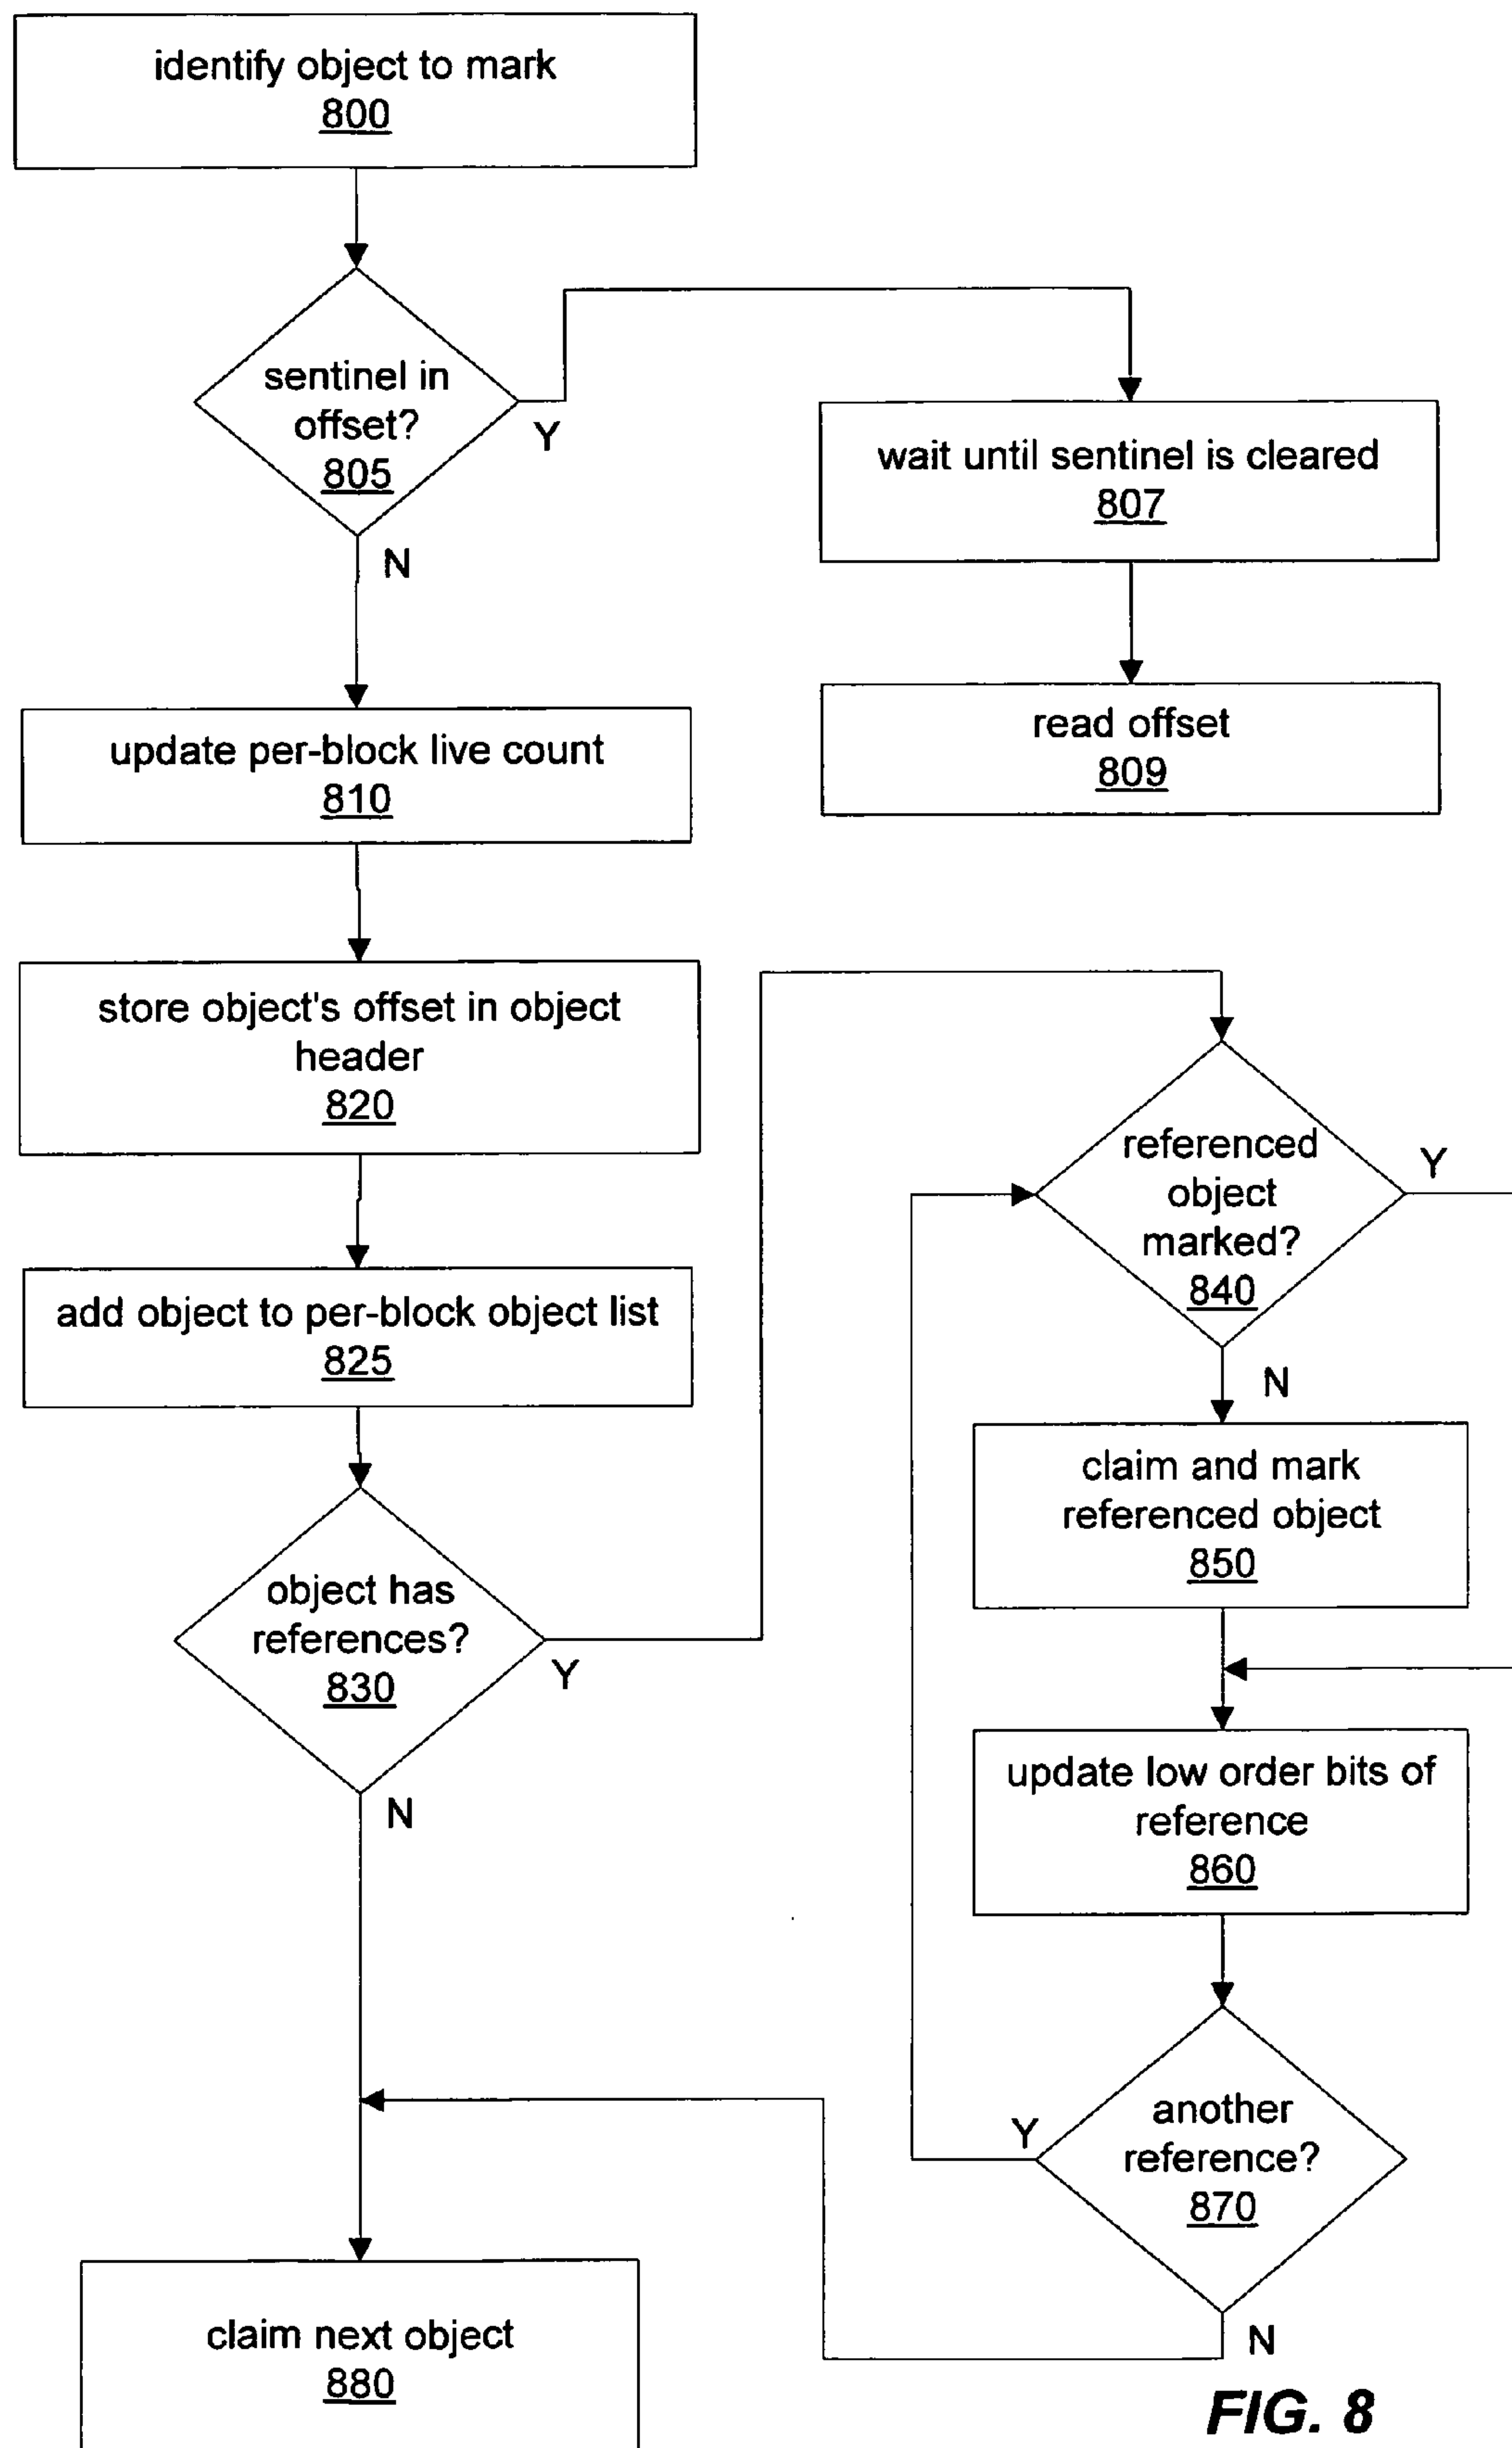 identify object to mark
800
sentinel in
offset?
805
Y
N
wait until sentinel is cleared
807
read offset
809
update per-block live count
810
store object's offset in object
header
820
add object to per-block object list
825
object has
references?
830
Y
N
referenced
object
marked?
840
Y
N
claim and mark
referenced object
850
update low order bits of
reference
860
another
reference?
870
Y
N
claim next object
880
FIG. 8